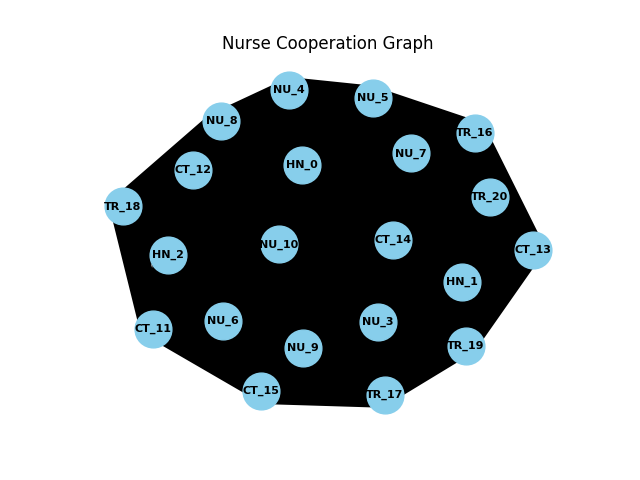 Nurse Cooperation Graph
NU_4
NU_5
NU_8
TR_16
NU_7
HN_0
CT_12
TR_20
TR_18
CT_14
NU_10
CT_13
HN_2
HN_1
NU_6
NU_3
CT_11
TR_19
NU_9
CT_15
TR_17